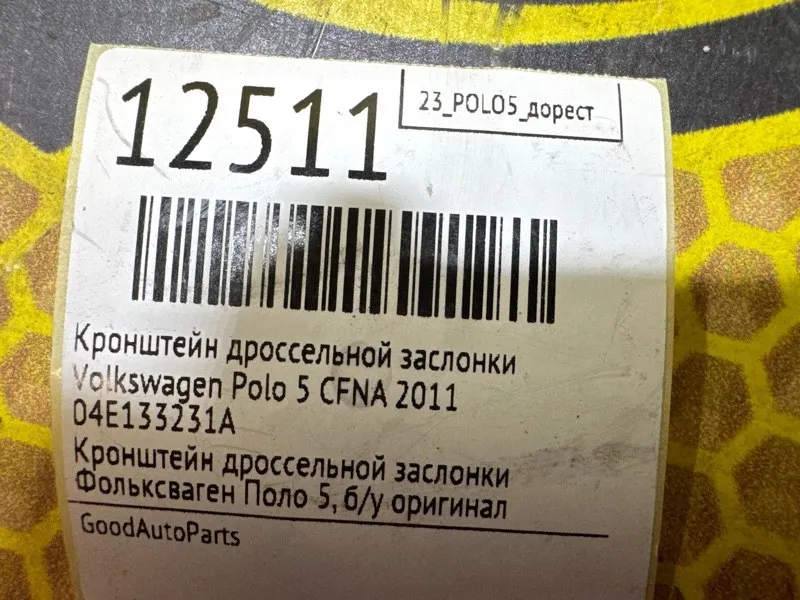 12511
23_POLO5_дорест
Кронштейн дроссельной заслонки
Volkswagen Polo 5 CFNA 2011
04E133231A
Кронштейн дроссельной заслонки
Фольксваген Поло 5, б/у оригинал
GoodAutoParts